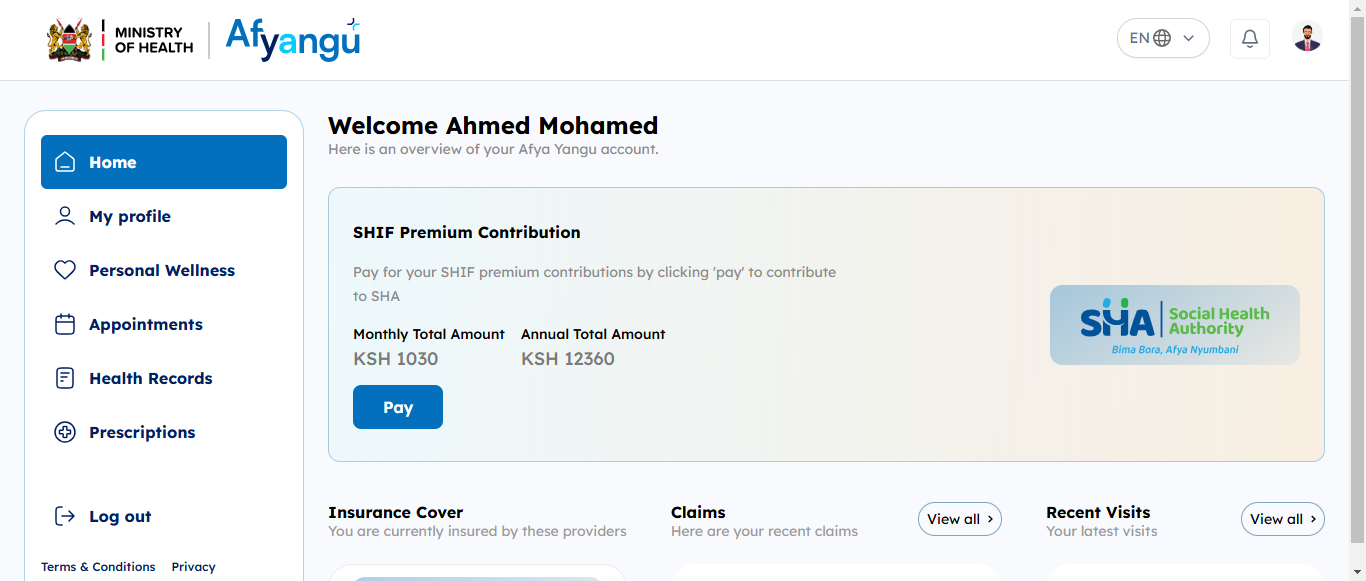 MINISTRY
OF HEALTH
Afyangu
EN
Home
My profile
Personal Wellness
Appointments
Health Records
Prescriptions
Log out
Terms & Conditions Privacy
Welcome Ahmed Mohamed
Here is an overview of your Afya Yangu account.
SHIF Premium Contribution
Pay for your SHIF premium contributions by clicking 'pay' to contribute
to SHA
Monthly Total Amount Annual Total Amount
KSH 1030 KSH 12360
Pay
SHA Social Health
Authority
Bima Bora, Afya Nyumbani
Insurance Cover
You are currently insured by these providers
Claims
Here are your recent claims
View all
Recent Visits
Your latest visits
View all